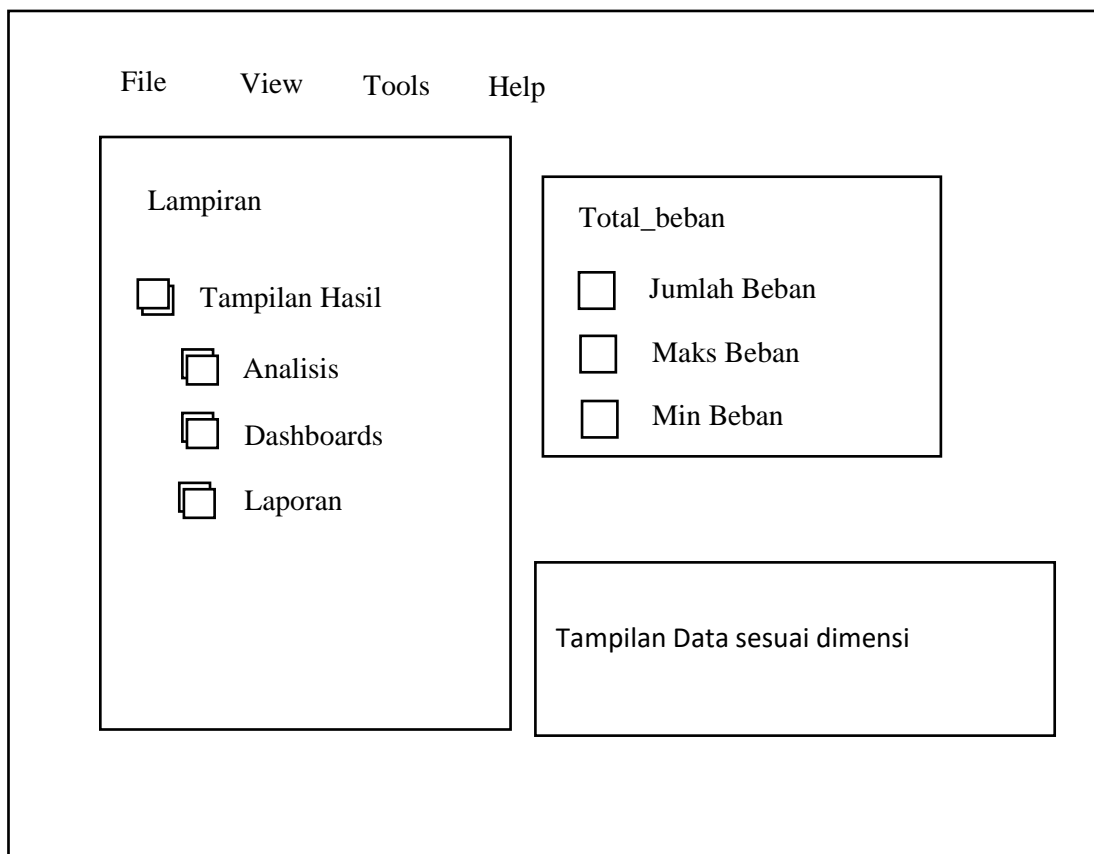 File View Tools Help
Lampiran
Tampilan Hasil
Analisis
Dashboards
Laporan
Total_beban
Jumlah Beban
Maks Beban
Min Beban
Tampilan Data sesuai dimensi